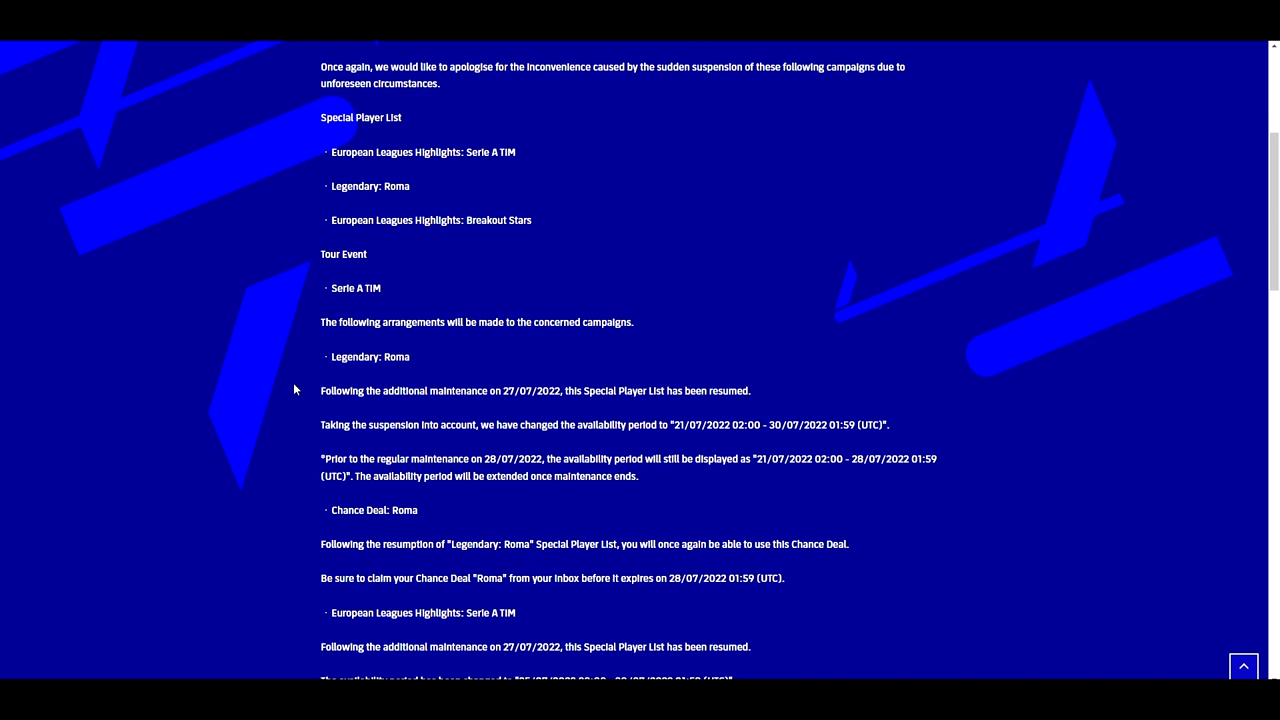 Once again, we would like to apologise for the inconvenience caused by the sudden suspension of these following campaigns due to
unforeseen circumstances.
Special Player List
・European Leagues Highlights: Serie A TIM
・Legendary: Roma
・European Leagues Highlights: Breakout Stars
Tour Event
・Serie A TIM
The following arrangements will be made to the concerned campaigns.
・Legendary: Roma
Following the additional maintenance on 27/07/2022, this Special Player List has been resumed.
Taking the suspension into account, we have changed the availability period to "21/07/2022 02:00 - 30/07/2022 01:59 (UTC)".
*Prior to the regular maintenance on 28/07/2022, the availability period will still be displayed as "21/07/2022 02:00 - 28/07/2022 01:59
(UTC)". The availability period will be extended once maintenance ends.
・Chance Deal: Roma
Following the resumption of "Legendary: Roma" Special Player List, you will once again be able to use this Chance Deal.
Be sure to claim your Chance Deal "Roma" from your Inbox before it expires on 28/07/2022 01:59 (UTC).
・European Leagues Highlights: Serie A TIM
Following the additional maintenance on 27/07/2022, this Special Player List has been resumed.
The availability period has been changed to